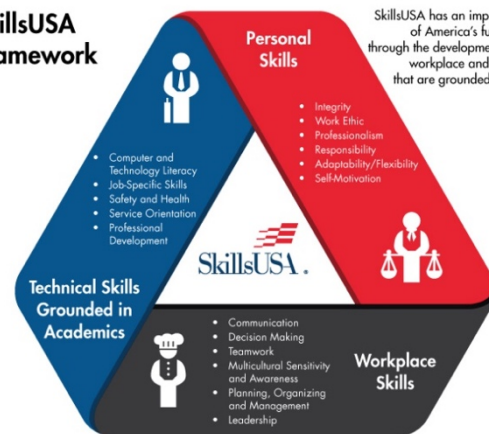 illsUSA
amework
SkillsUSA has an imp
of America's fu
through the developm
workplace and
that are grounded
Personal
Skills
• Integrity
• Work Ethic
• Professionalism
• Responsibility
• Adaptability/Flexibility
• Self-Motivation
• Computer and
Technology Literacy
• Job-Specific Skills
• Safety and Health
• Service Orientation
• Professional
Development
Technical Skills
Grounded in
Academics
SkillsUSA®
• Communication
• Decision Making
• Teamwork
• Multicultural Sensitivity
and Awareness
• Planning, Organizing
and Management
• Leadership
Workplace
Skills